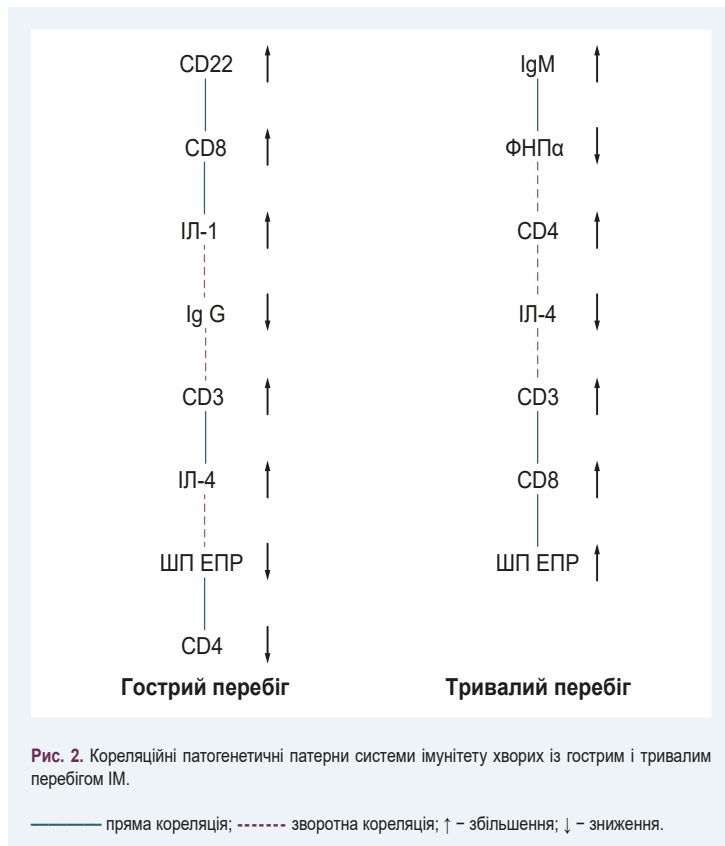 CD22 ↑
CD8 ↑
ІЛ-1 ↑
Ig G ↓
CD3 ↑
ІЛ-4 ↑
ШП ЕПР ↓
CD4 ↓
Гострий перебіг
IgM ↑
ФНПα ↓
CD4 ↑
ІЛ-4 ↓
CD3 ↑
CD8 ↑
ШП ЕПР ↑
Тривалий перебіг
Рис. 2. Кореляційні патогенетичні патерни системи імунітету хворих із гострим і тривалим
перебігом ІМ.
пряма кореляція; ------- зворотна кореляція; ↑ – збільшення; ↓ – зниження.